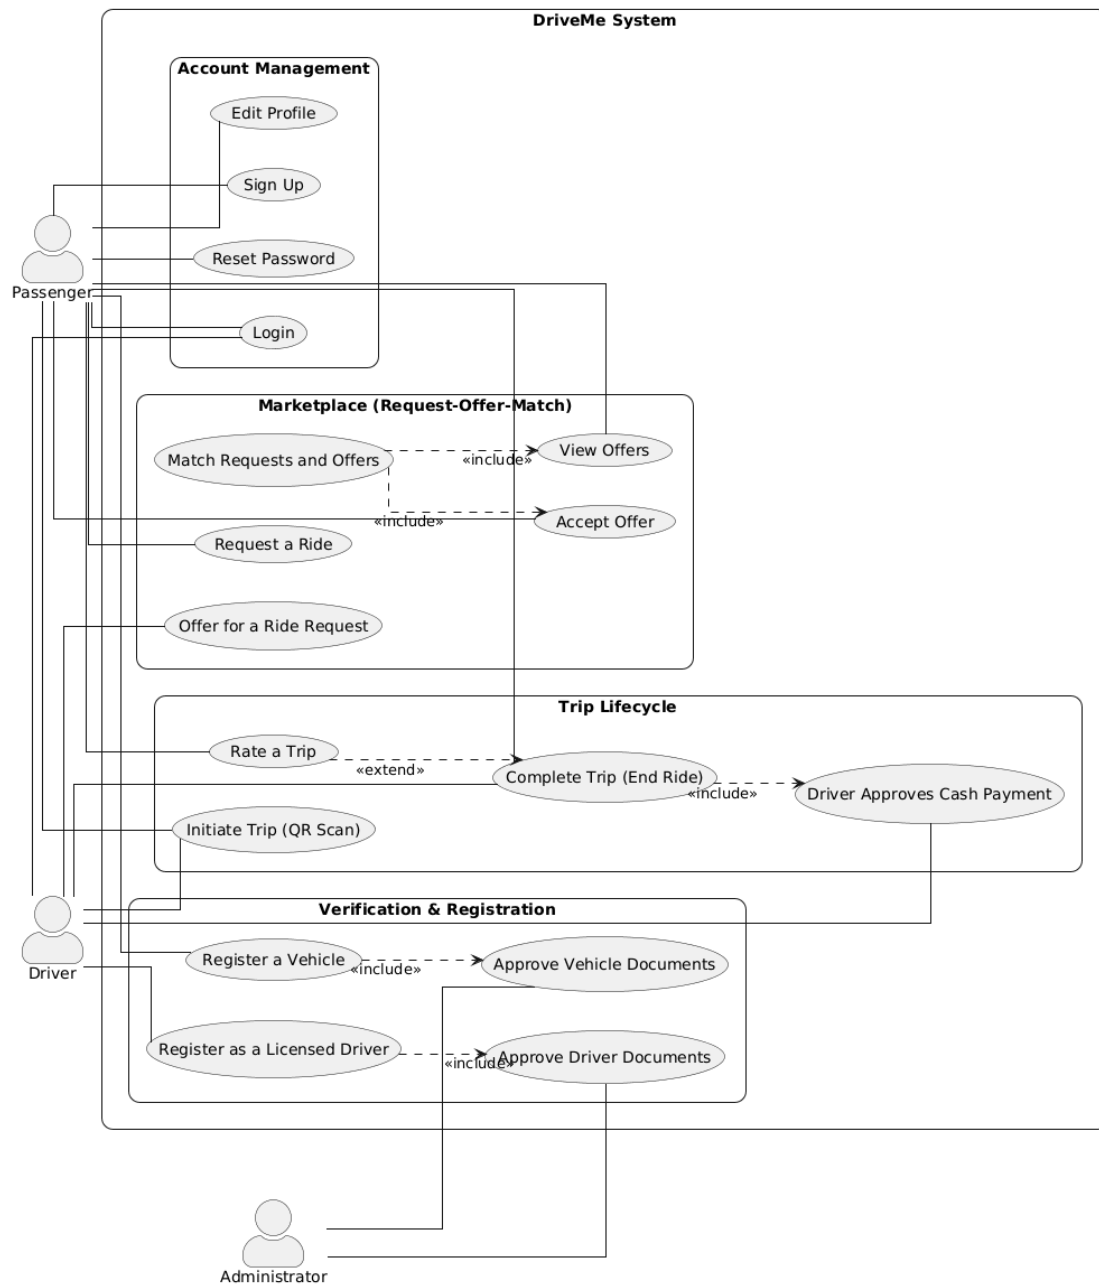 DriveMe System
Account Management
Edit Profile
Sign Up
Reset Password
Passenger
Login
Marketplace (Request-Offer-Match)
View Offers
Match Requests and Offers
«include»
Accept Offer
«include»
Request a Ride
Offer for a Ride Request
Trip Lifecycle
Rate a Trip
«extend»
Complete Trip (End Ride)
«include»
Driver Approves Cash Payment
Initiate Trip (QR Scan)
Verification & Registration
Driver
Register a Vehicle
«include»
Approve Vehicle Documents
Register as a Licensed Driver
«include»
Approve Driver Documents
Administrator